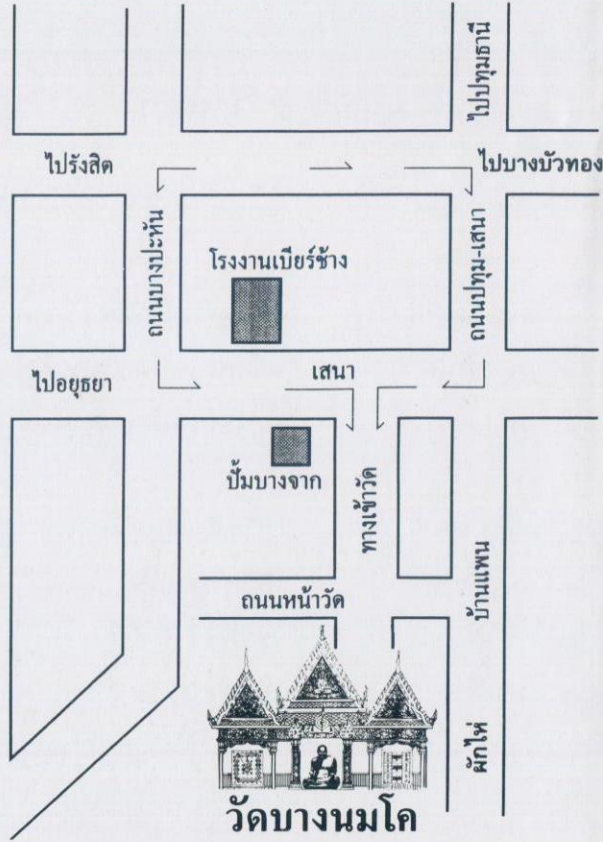 ไปปทุมธานี
ไปรังสิต
ไปบางบัวทอง
ถนนบางปะหัน
โรงงานเบียร์ช้าง
ถนนปทุม-เสนา
เสนา
ไปอยุธยา
ปั้มบางจาก
ทางเข้าวัด
บ้านแพน
ถนนหน้าวัด
ผักไห่
วัดบางนมโค